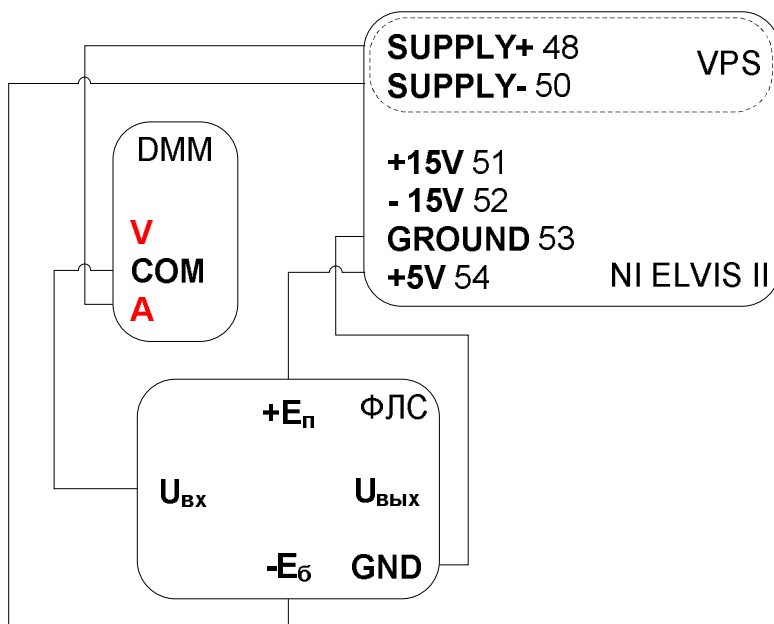 SUPPLY+ 48
SUPPLY- 50
VPS
DMM
+15V 51
- 15V 52
GROUND 53
+5V 54
NI ELVIS II
V
COM
A
+Eп
ФЛС
Uвх
Uвых
-Eб
GND